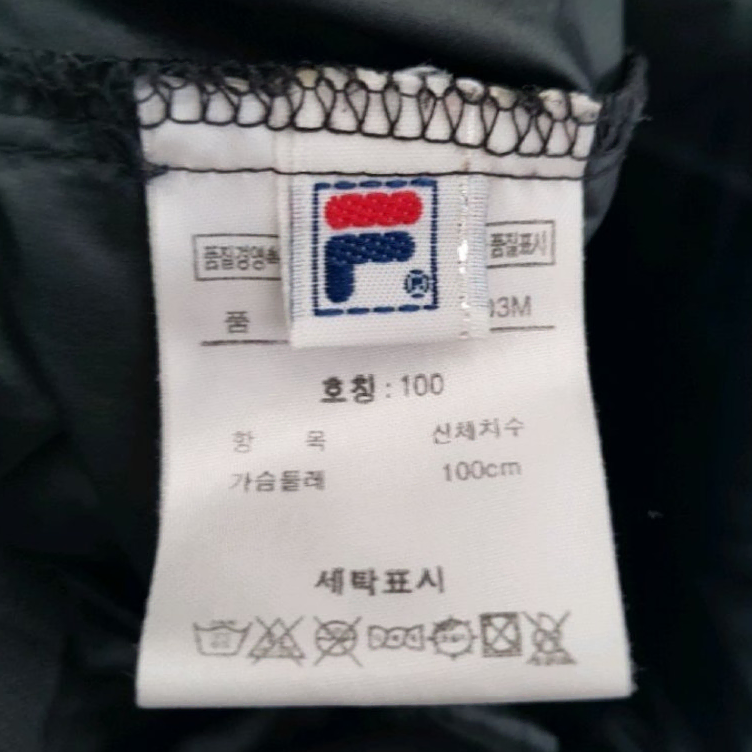 품질경영촉 품질표시
품 03M
호칭 : 100
항 목 신체치수
가슴둘레 100cm
세탁표시